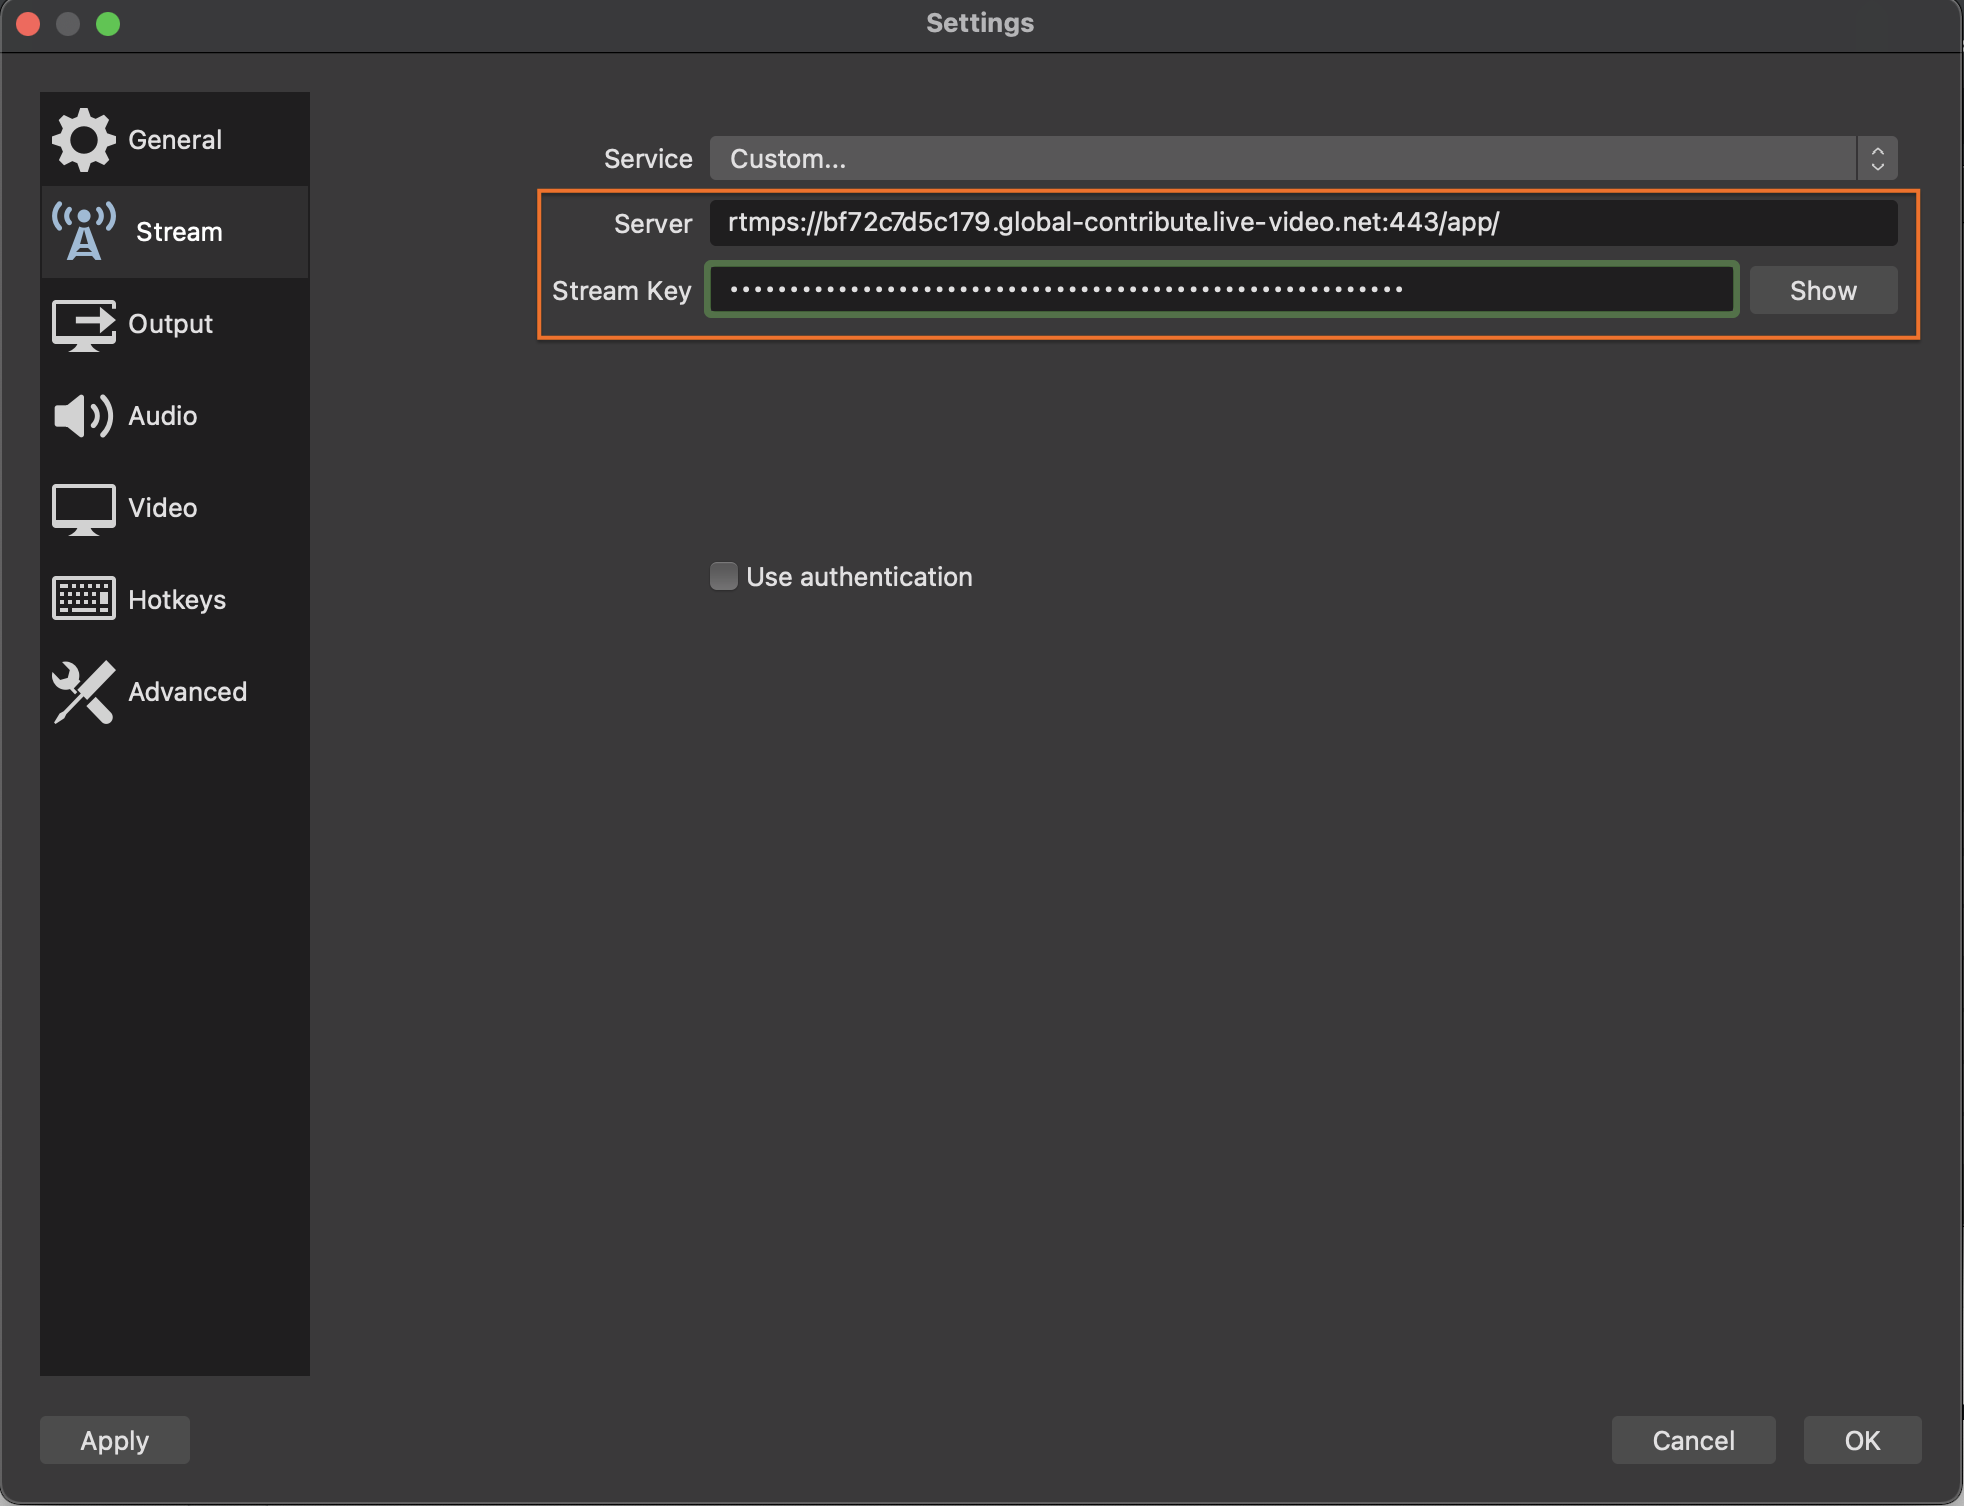 Settings
General
Stream
Output
Audio
Video
Hotkeys
Advanced
Service Custom...
Server rtmps://bf72c7d5c179.global-contribute.live-video.net:443/app/
Stream Key •••••••••••••••••••••••••••••••••••••••••••••••••••••••• Show
Use authentication
Apply Cancel OK